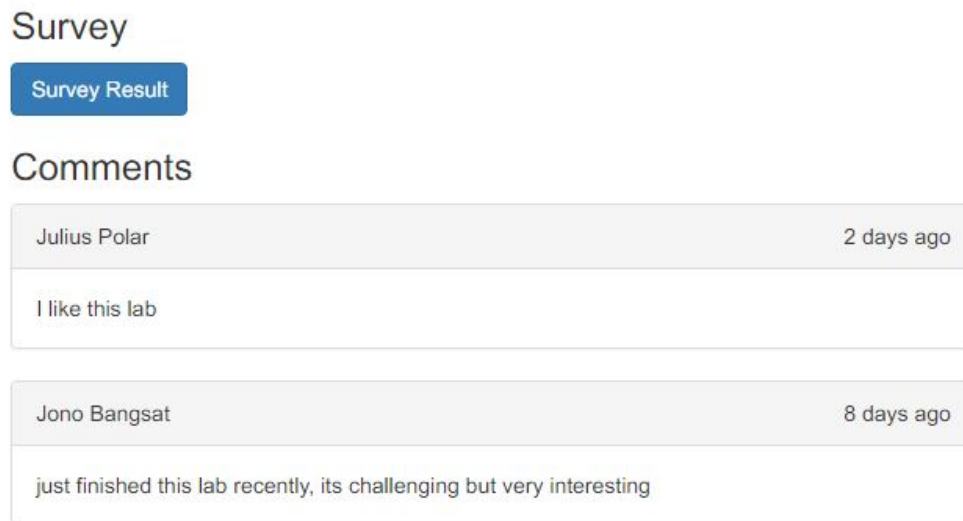 Survey
Survey Result
Comments
Julius Polar 2 days ago
I like this lab
Jono Bangsat 8 days ago
just finished this lab recently, its challenging but very interesting